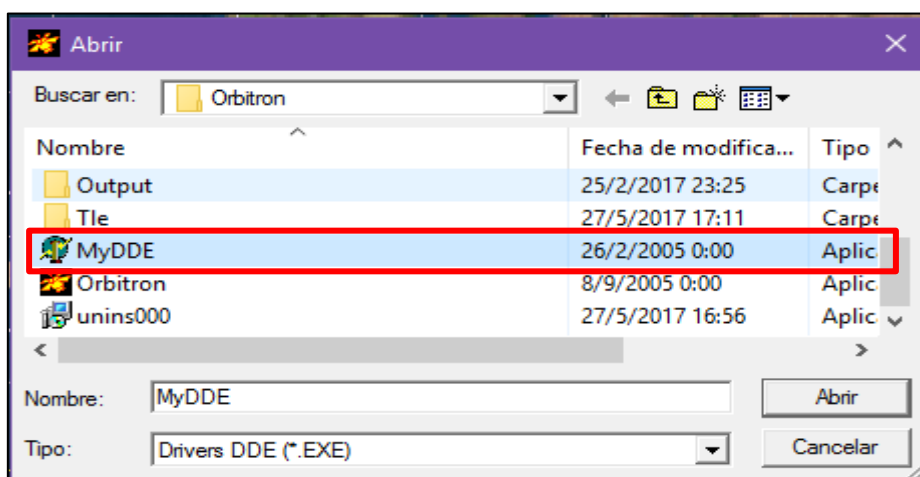 Abrir
Buscar en: Orbitron
Nombre Fecha de modifica... Tipo
Output 25/2/2017 23:25 Carpe
Tle 27/5/2017 17:11 Carpe
MyDDE 26/2/2005 0:00 Aplic
Orbitron 8/9/2005 0:00 Aplic
unins000 27/5/2017 16:56 Aplic
Nombre: MyDDE Abrir
Tipo: Drivers DDE (*.EXE) Cancelar